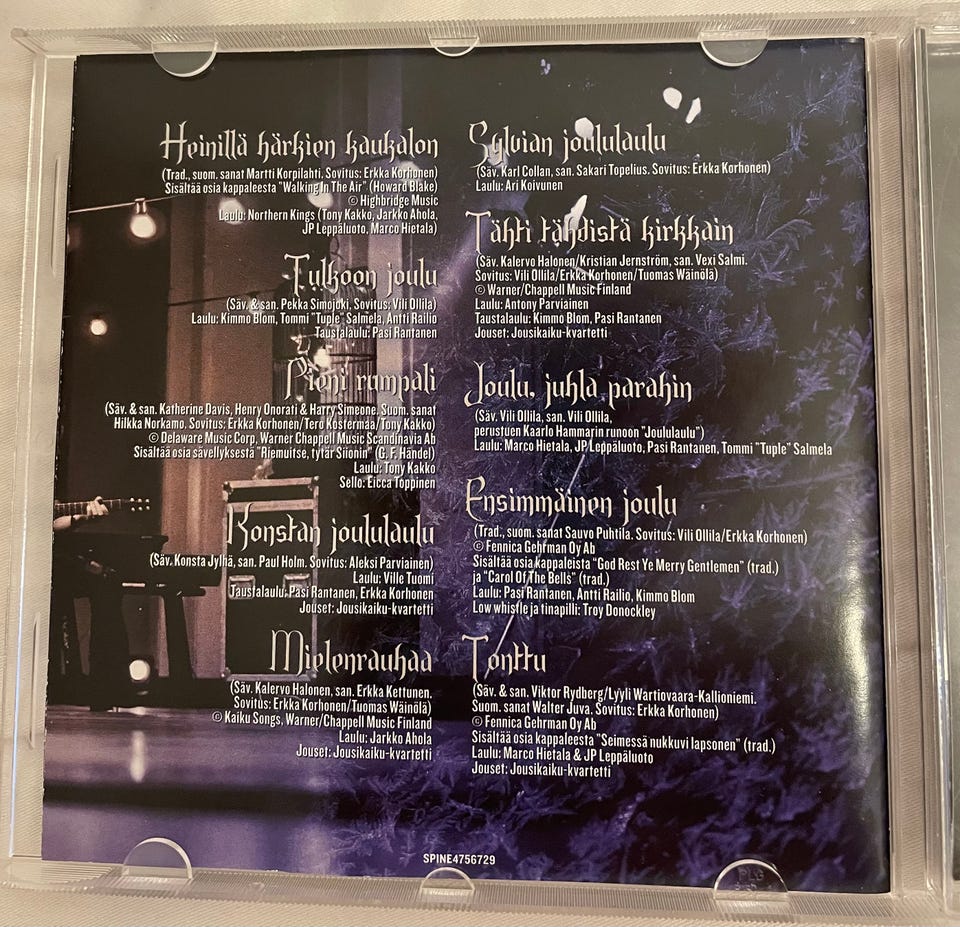 Heinillä härkien kaukalon
(Trad., suom. sanat Martti Korpilahti. Sovitus: Erkka Korhonen)
Sisältää osia kappaleesta "Walking In The Air" (Howard Blake)
© Highbridge Music
Laulu: Northern Kings (Tony Kakko, Jarkko Ahola,
JP Leppäluoto, Marco Hietala)
Tulkoon joulu
(Säv. & san. Pekka Simojoki. Sovitus: Vili Ollila)
Laulu: Kimmo Blom, Tommi "Tuple" Salmela, Antti Railio
Taustalaulu: Pasi Rantanen
Pieni rumpali
(Säv. & san. Katherine Davis, Henry Onorati & Harry Simeone. Suom. sanat
Hilkka Norkamo. Sovitus: Erkka Korhonen/Tero Kostermaa/Tony Kakko)
© Delaware Music Corp, Warner Chappell Music Scandinavia Ab
Sisältää osia sävellyksestä "Riemuitse, tytär Siionin" (G. F. Händel)
Laulu: Tony Kakko
Sello: Eicca Toppinen
Konstan joululaulu
(Säv. Konsta Jylhä, san. Paul Holm. Sovitus: Aleksi Parviainen)
Laulu: Ville Tuomi
Taustalaulu: Pasi Rantanen, Erkka Korhonen
Jouset: Jousikaiku-kvartetti
Mielenrauhaa
(Säv. Kalervo Halonen, san. Erkka Kettunen.
Sovitus: Erkka Korhonen/Tuomas Wäinölä)
© Kaiku Songs, Warner/Chappell Music Finland
Laulu: Jarkko Ahola
Jouset: Jousikaiku-kvartetti
Sylvian joululaulu
(Säv. Karl Collan, san. Sakari Topelius. Sovitus: Erkka Korhonen)
Laulu: Ari Koivunen
Tähti tähdistä kirkkain
(Säv. Kalervo Halonen/Kristian Jernström, san. Vexi Salmi.
Sovitus: Vili Ollila/Erkka Korhonen/Tuomas Wäinölä)
© Warner/Chappell Music Finland
Laulu: Antony Parviainen
Taustalaulu: Kimmo Blom, Pasi Rantanen
Jouset: Jousikaiku-kvartetti
Joulu, juhla parahin
(Säv. Vili Ollila, san. Vili Ollila,
perustuen Kaarlo Hammarin runoon "Joululaulu")
Laulu: Marco Hietala, JP Leppäluoto, Pasi Rantanen, Tommi "Tuple" Salmela
Ensimmäinen joulu
(Trad., suom. sanat Sauvo Puhtila. Sovitus: Vili Ollila/Erkka Korhonen)
© Fennica Gehrman Oy Ab
Sisältää osia kappaleista "God Rest Ye Merry Gentlemen" (trad.)
ja "Carol Of The Bells" (trad.)
Laulu: Pasi Rantanen, Antti Railio, Kimmo Blom
Low whistle ja tinapilli: Troy Donockley
Tonttu
(Säv. & san. Viktor Rydberg/Lyyli Wartiovaara-Kallioniemi.
Suom. sanat Walter Juva. Sovitus: Erkka Korhonen)
© Fennica Gehrman Oy Ab
Sisältää osia kappaleesta "Seimessä nukkuvi lapsonen" (trad.)
Laulu: Marco Hietala & JP Leppäluoto
Jouset: Jousikaiku-kvartetti
SPINE4756729